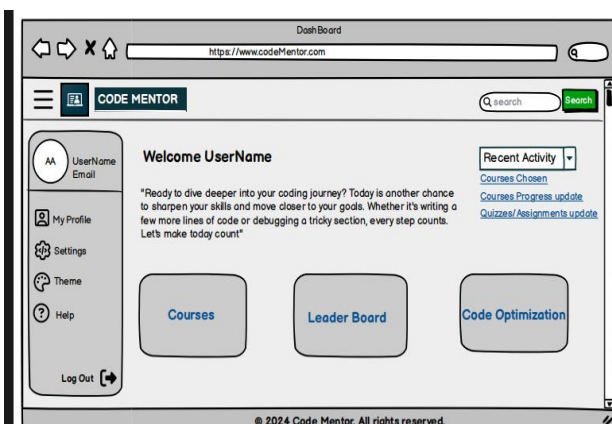 DashBoard
https://www.codeMentor.com
CODE MENTOR
search
Search
AA
UserName
Email
My Profile
Settings
Theme
Help
Log Out
Welcome UserName
"Ready to dive deeper into your coding journey? Today is another chance
to sharpen your skills and move closer to your goals. Whether it's writing a
few more lines of code or debugging a tricky section, every step counts.
Let's make today count"
Recent Activity
Courses Chosen
Courses Progress update
Quizzes/Assignments update
Courses
Leader Board
Code Optimization
© 2024 Code Mentor. All rights reserved.